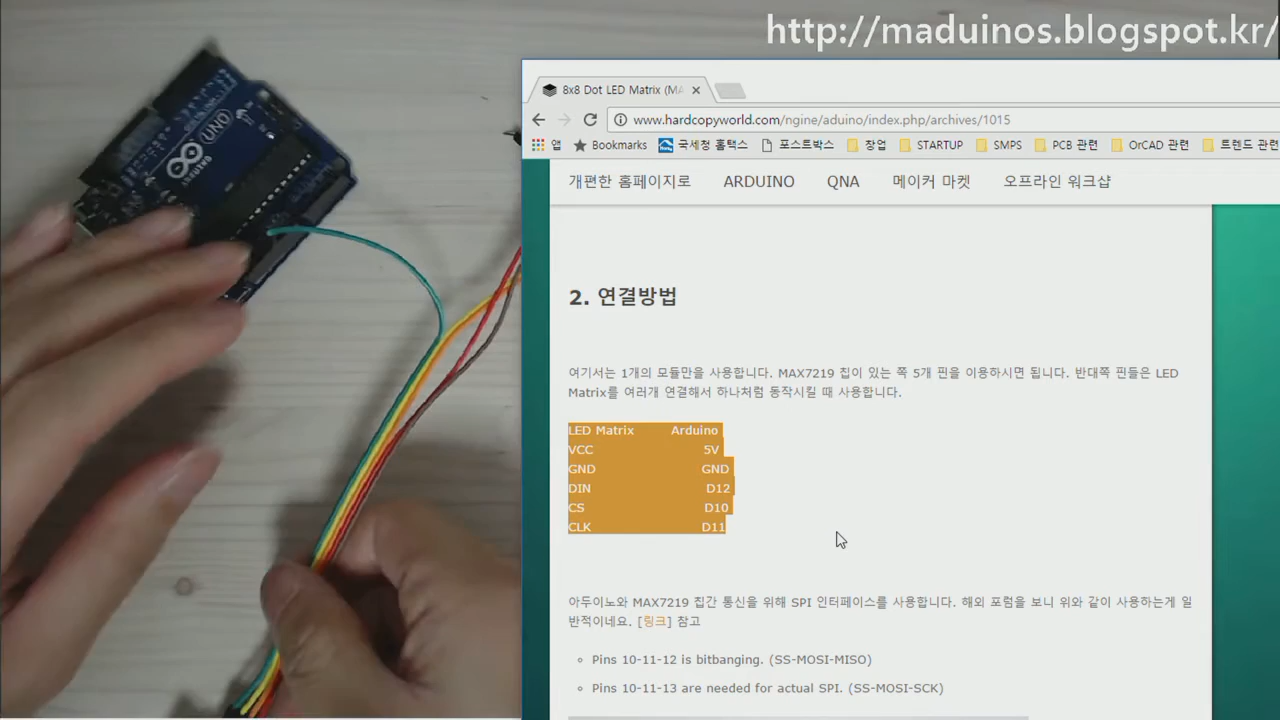 http://maduinos.blogspot.kr/
UNO
ARDUINO
8x8 Dot LED Matrix (MA
www.hardcopyworld.com/ngine/aduino/index.php/archives/1015
앱 Bookmarks 국세청 홈택스 포스트박스 창업 STARTUP SMPS PCB 관련 OrCAD 관련 트렌드 관련
개편한 홈페이지로 ARDUINO QNA 메이커 마켓 오프라인 워크샵
2. 연결방법
여기서는 1개의 모듈만을 사용합니다. MAX7219 칩이 있는 쪽 5개 핀을 이용하시면 됩니다. 반대쪽 핀들은 LED
Matrix를 여러개 연결해서 하나처럼 동작시킬 때 사용합니다.
LED Matrix Arduino
VCC 5V
GND GND
DIN D12
CS D10
CLK D11
아두이노와 MAX7219 칩간 통신을 위해 SPI 인터페이스를 사용합니다. 해외 포럼을 보니 위와 같이 사용하는게 일
반적이네요. [링크] 참고
Pins 10-11-12 is bitbanging. (SS-MOSI-MISO)
Pins 10-11-13 are needed for actual SPI. (SS-MOSI-SCK)